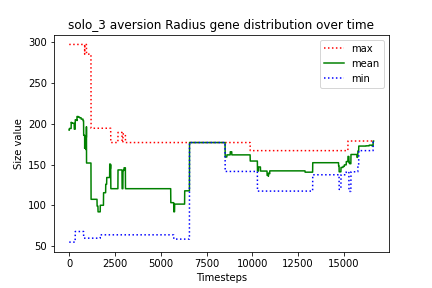 solo_3 aversion Radius gene distribution over time
300
250
200
150
100
50
Size value
max
mean
min
0
2500
5000
7500
10000
12500
15000
Timesteps